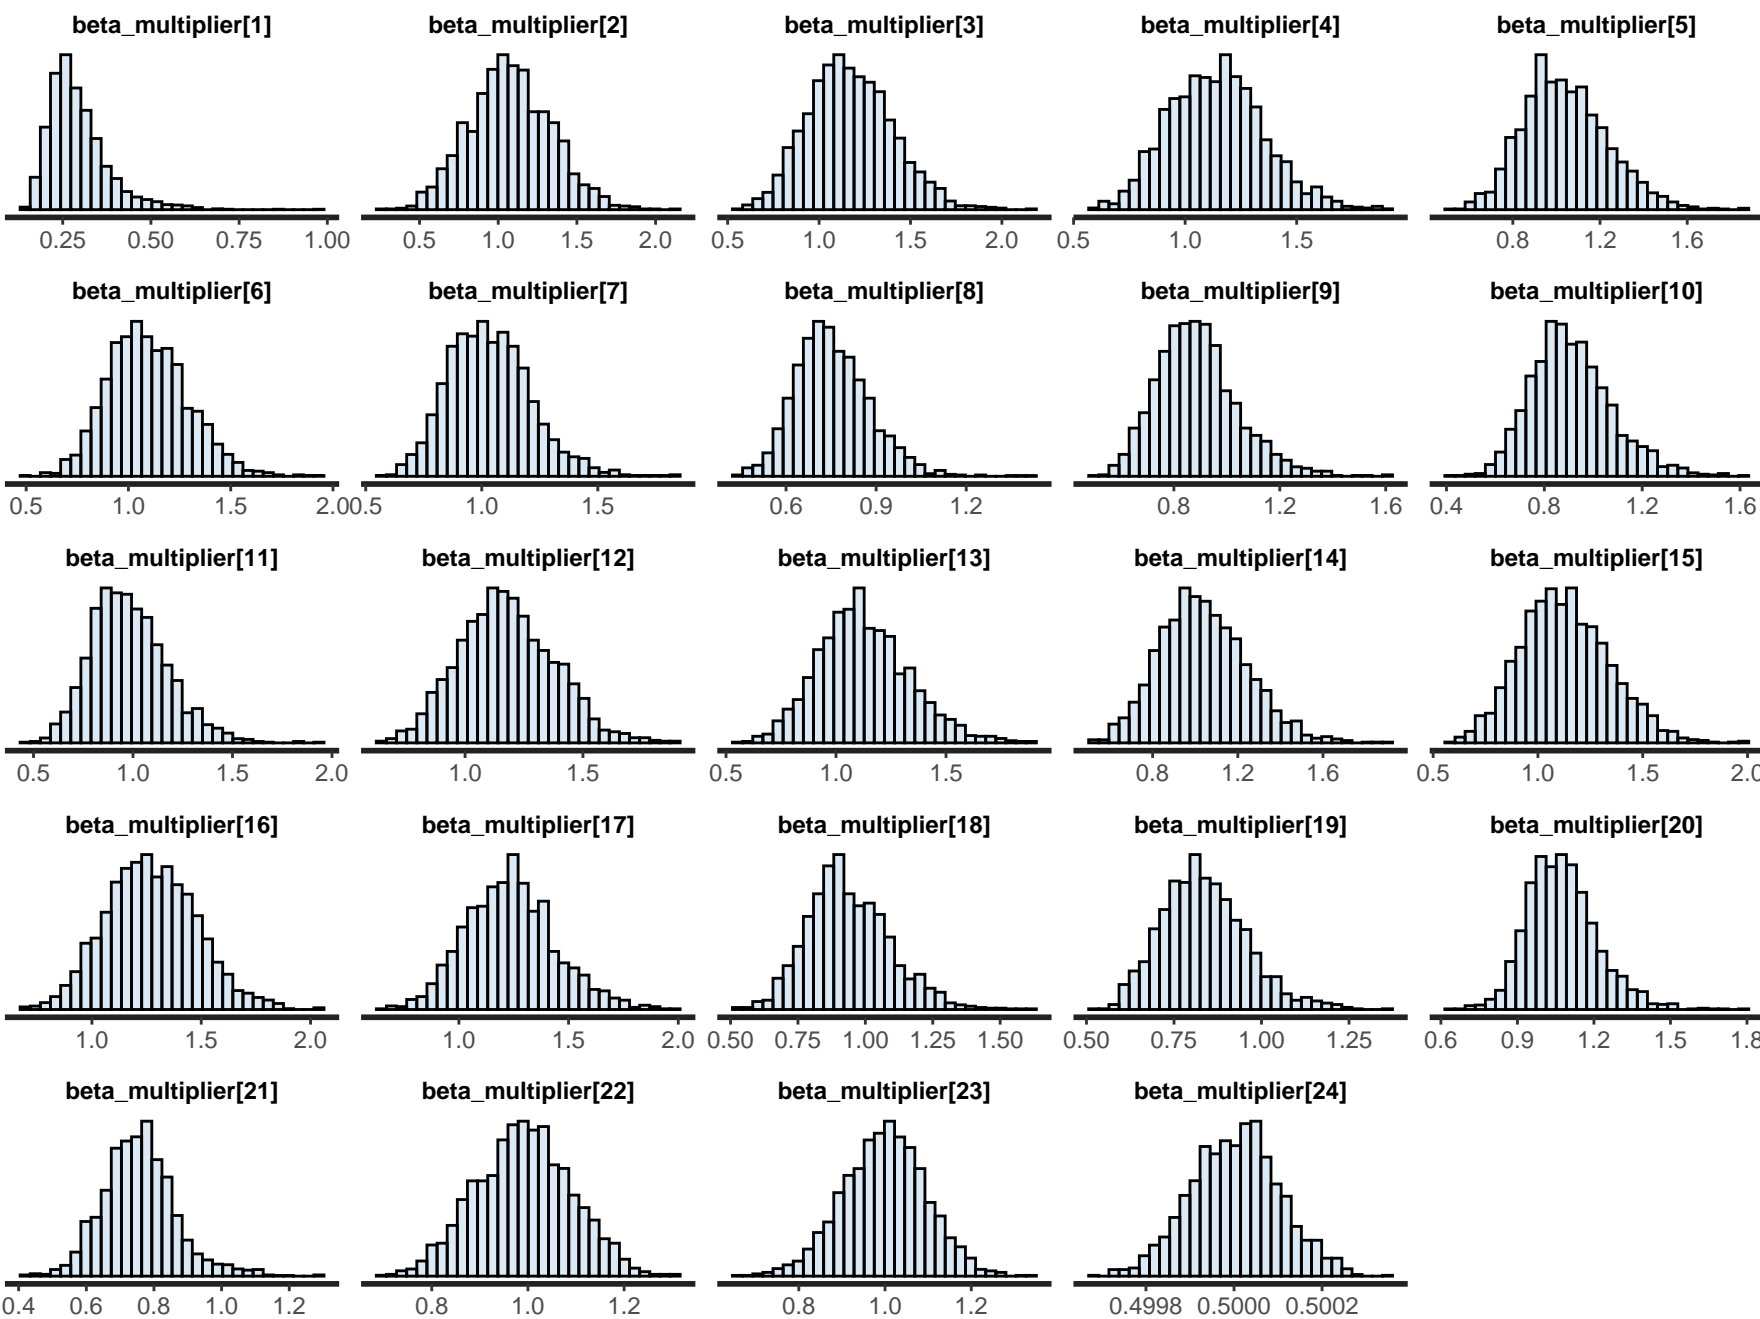 beta_multiplier[1] beta_multiplier[2] beta_multiplier[3] beta_multiplier[4] beta_multiplier[5]
0.25 0.50 0.75 1.00 0.5 1.0 1.5 2.0 0.5 1.0 1.5 2.0 0.5 1.0 1.5 0.8 1.2 1.6
beta_multiplier[6] beta_multiplier[7] beta_multiplier[8] beta_multiplier[9] beta_multiplier[10]
0.5 1.0 1.5 2.0 0.5 1.0 1.5 0.6 0.9 1.2 0.8 1.2 1.6 0.4 0.8 1.2 1.6
beta_multiplier[11] beta_multiplier[12] beta_multiplier[13] beta_multiplier[14] beta_multiplier[15]
0.5 1.0 1.5 2.0 1.0 1.5 0.5 1.0 1.5 0.8 1.2 1.6 0.5 1.0 1.5 2.0
beta_multiplier[16] beta_multiplier[17] beta_multiplier[18] beta_multiplier[19] beta_multiplier[20]
1.0 1.5 2.0 1.0 1.5 2.0 0.50 0.75 1.00 1.25 1.50 0.50 0.75 1.00 1.25 0.6 0.9 1.2 1.5 1.8
beta_multiplier[21] beta_multiplier[22] beta_multiplier[23] beta_multiplier[24]
0.4 0.6 0.8 1.0 1.2 0.8 1.0 1.2 0.8 1.0 1.2 0.4998 0.5000 0.5002